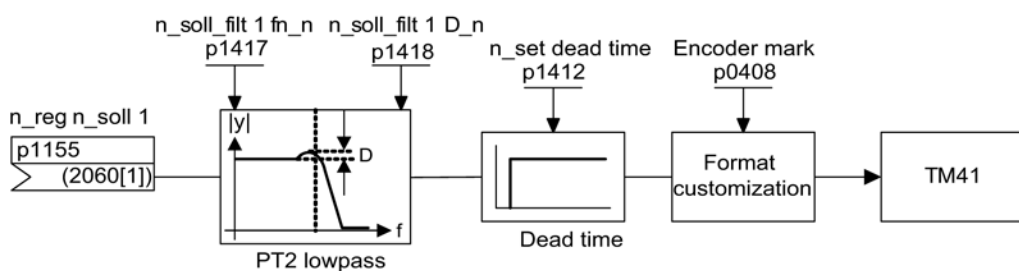 n_soll_filt 1 fn_n
p1417
n_soll_filt 1 D_n
p1418
n_set dead time
p1412
Encoder mark
p0408
n_reg n_soll 1
p1155
(2060[1])
|y|
D
f
PT2 lowpass
Dead time
Format
customization
TM41